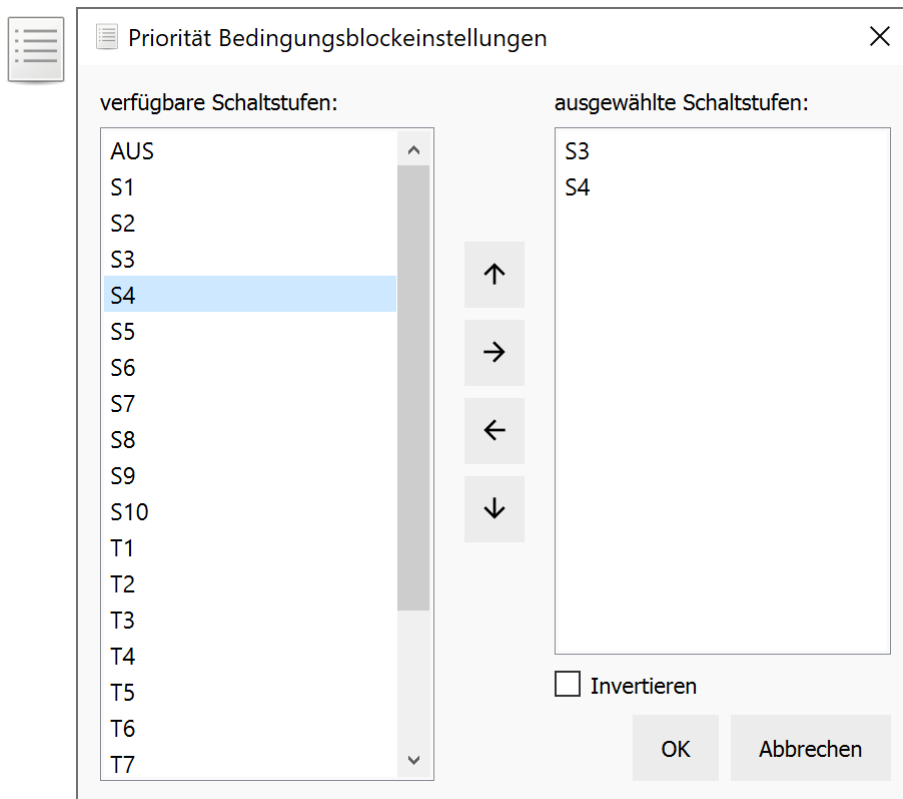 Priorität Bedingungsblockeinstellungen
verfügbare Schaltstufen:
AUS
S1
S2
S3
S4
S5
S6
S7
S8
S9
S10
T1
T2
T3
T4
T5
T6
T7
ausgewählte Schaltstufen:
S3
S4
Invertieren
OK
Abbrechen